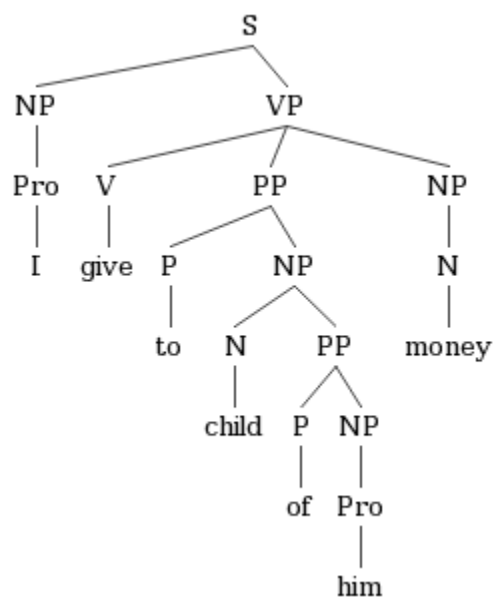 S
NP VP
Pro V PP NP
I give P NP N
to N PP money
child P NP
of Pro
him